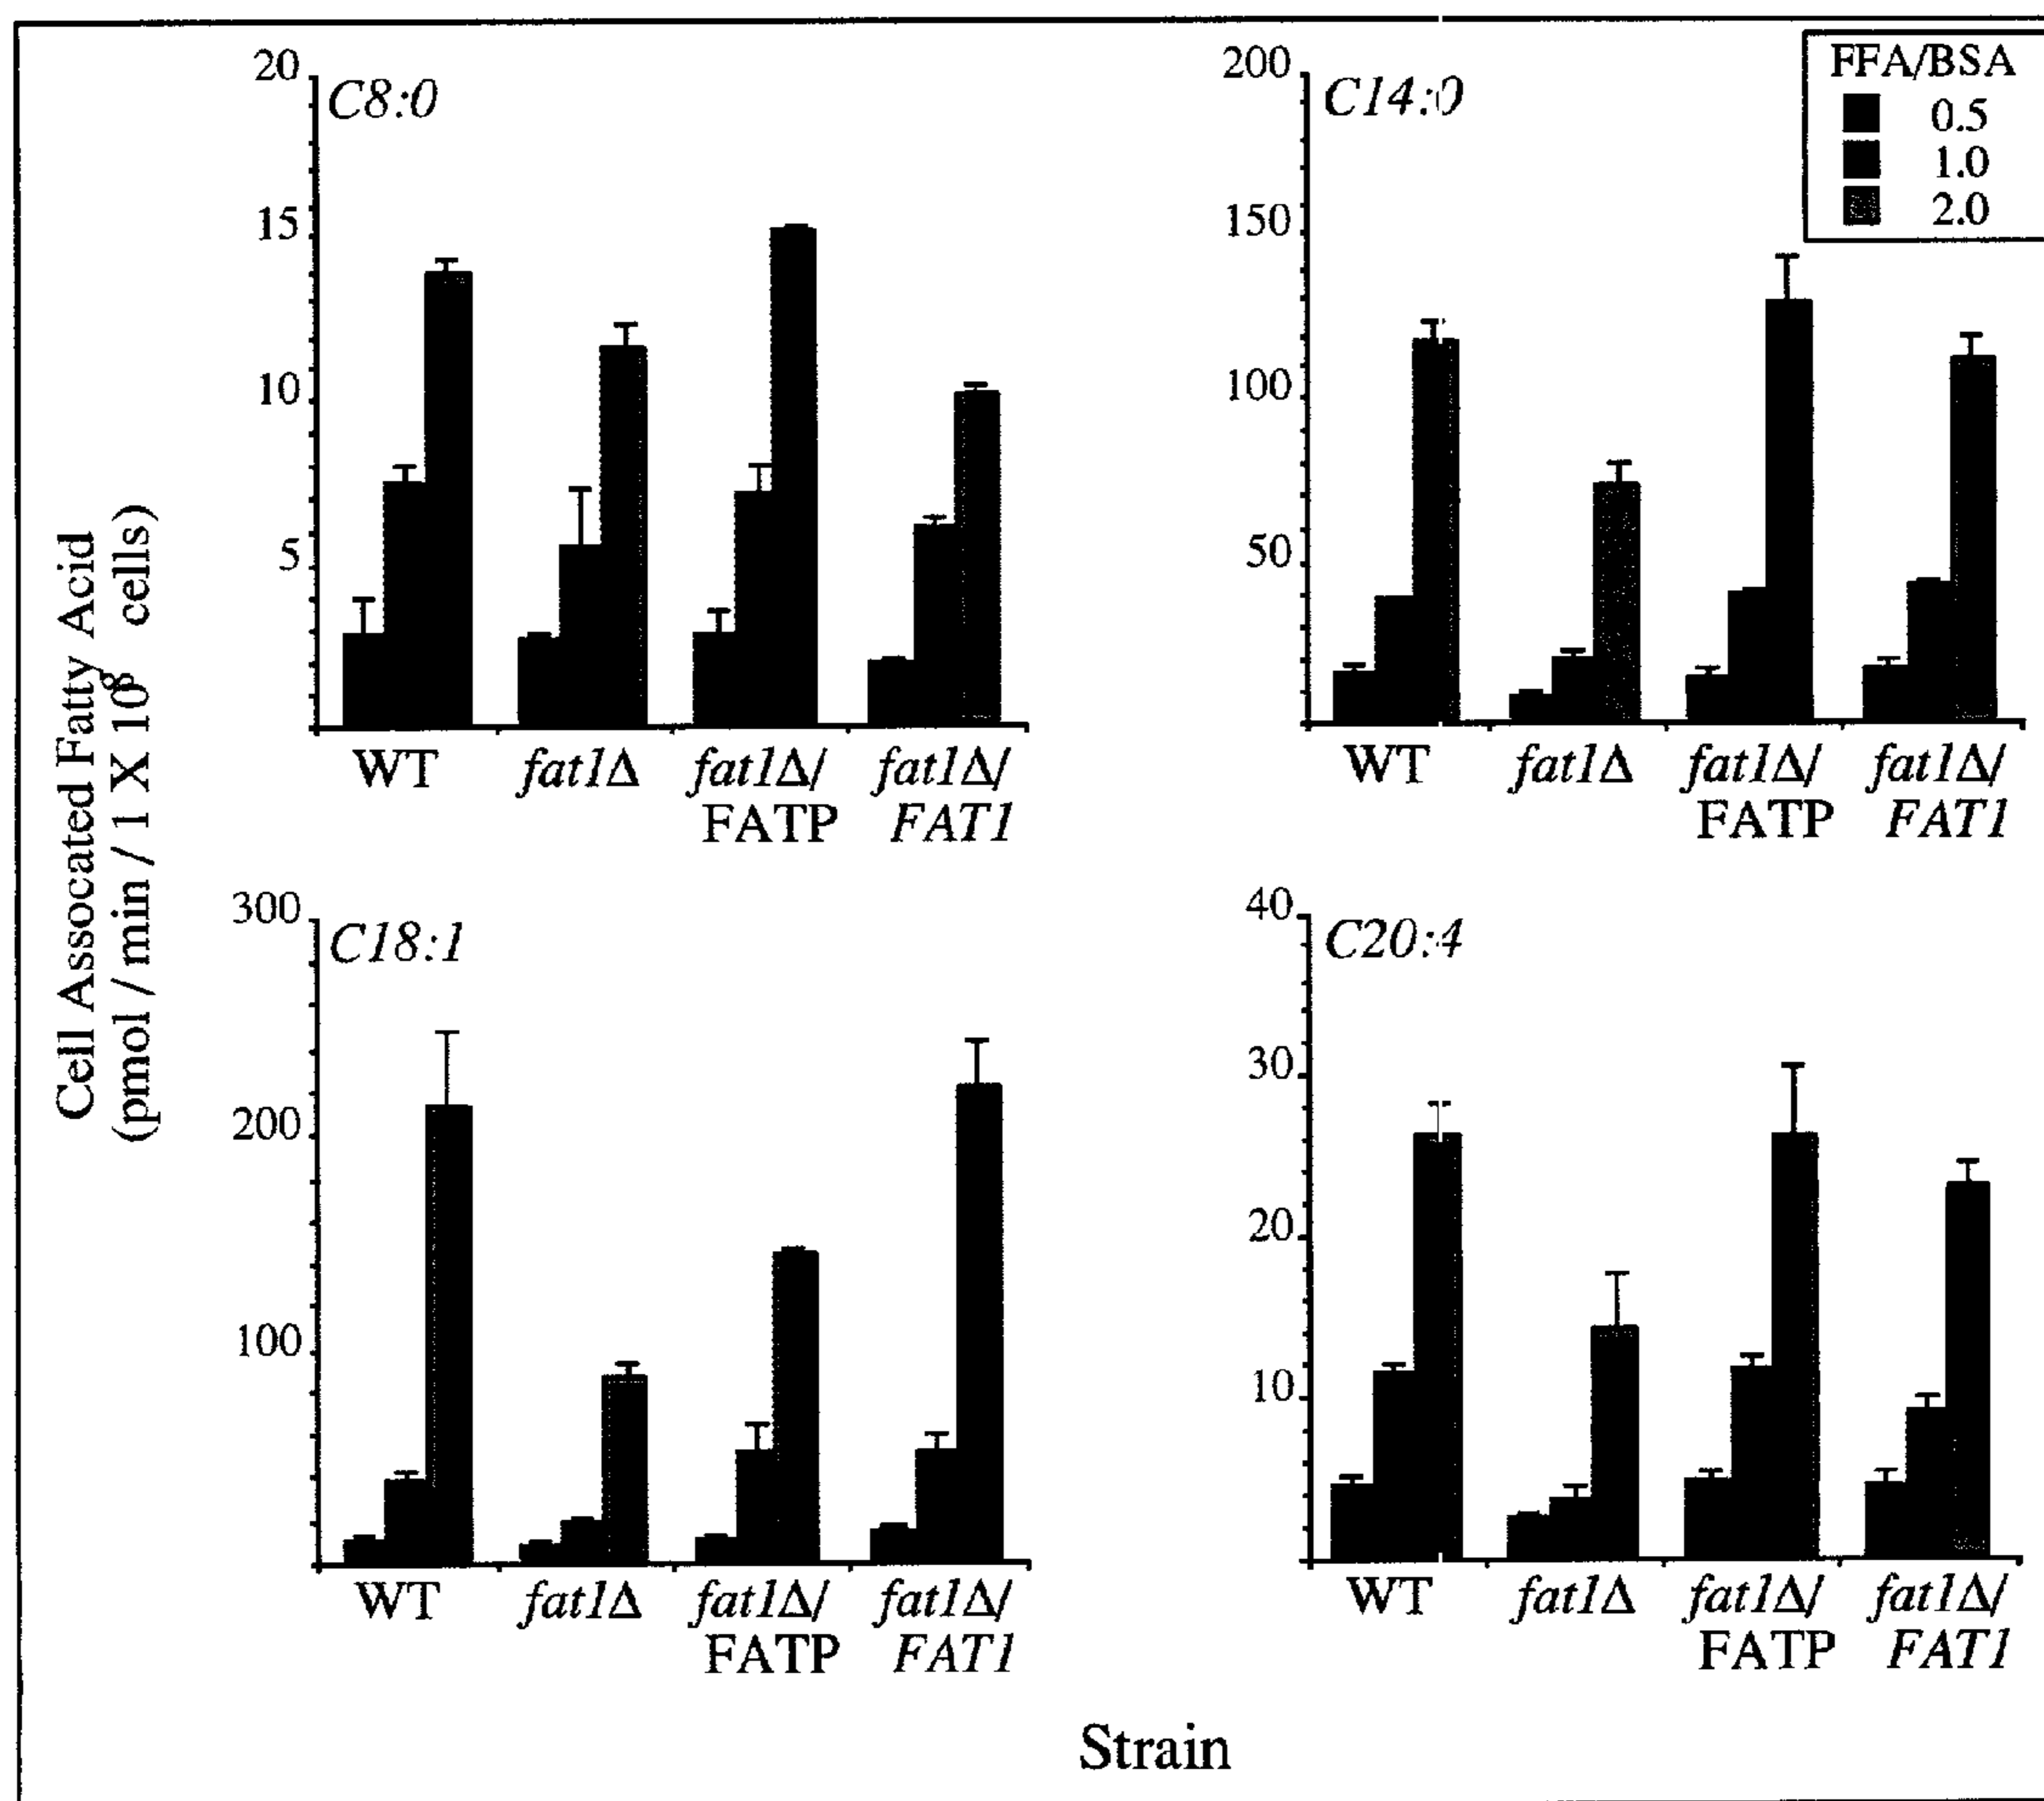 FFA/BSA
0.5
1.0
2.0
Cell Assocated Fatty Acid
(pmol / min / 1 X 10⁸ cells)
C8:0
20
15
10
5
WT fat1Δ fat1Δ/ fat1Δ/
FATP FAT1
C14:0
200
150
100
50
WT fat1Δ fat1Δ/ fat1Δ/
FATP FAT1
C18:1
300
200
100
WT fat1Δ fat1Δ/ fat1Δ/
FATP FAT1
C20:4
40
30
20
10
WT fat1Δ fat1Δ/ fat1Δ/
FATP FAT1
Strain